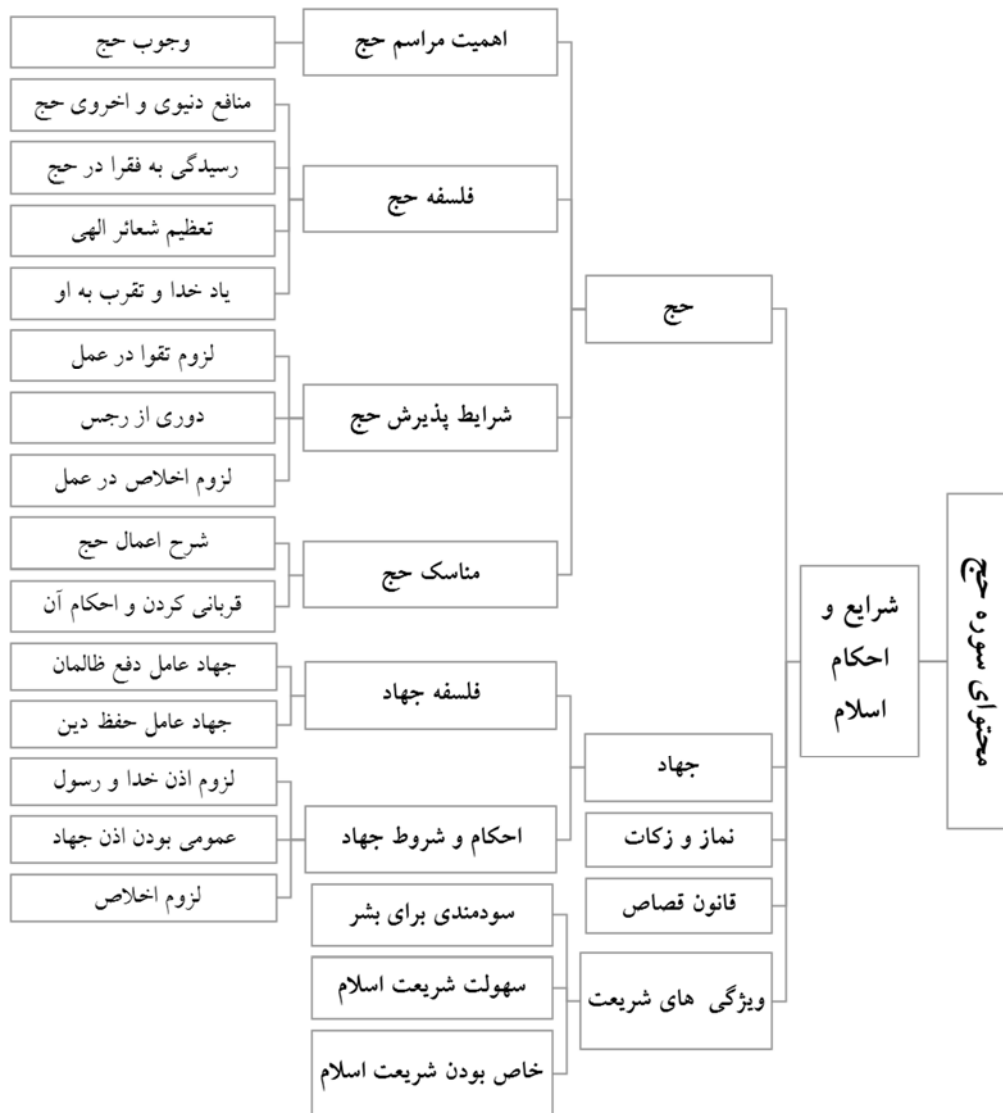 محتوای سوره حج
شرایع و
احکام
اسلام
حج
اهمیت مراسم حج
وجوب حج
فلسفه حج
منافع دنیوی و اخروی حج
رسیدگی به فقرا در حج
تعظیم شعائر الهی
یاد خدا و تقرب به او
شرایط پذیرش حج
لزوم تقوا در عمل
دوری از رجس
لزوم اخلاص در عمل
مناسک حج
شرح اعمال حج
قربانی کردن و احکام آن
جهاد
فلسفه جهاد
جهاد عامل دفع ظالمان
جهاد عامل حفظ دین
احکام و شروط جهاد
لزوم اذن خدا و رسول
عمومی بودن اذن جهاد
لزوم اخلاص
نماز و زکات
قانون قصاص
ویژگی های شریعت
سودمندی برای بشر
سهولت شریعت اسلام
خاص بودن شریعت اسلام